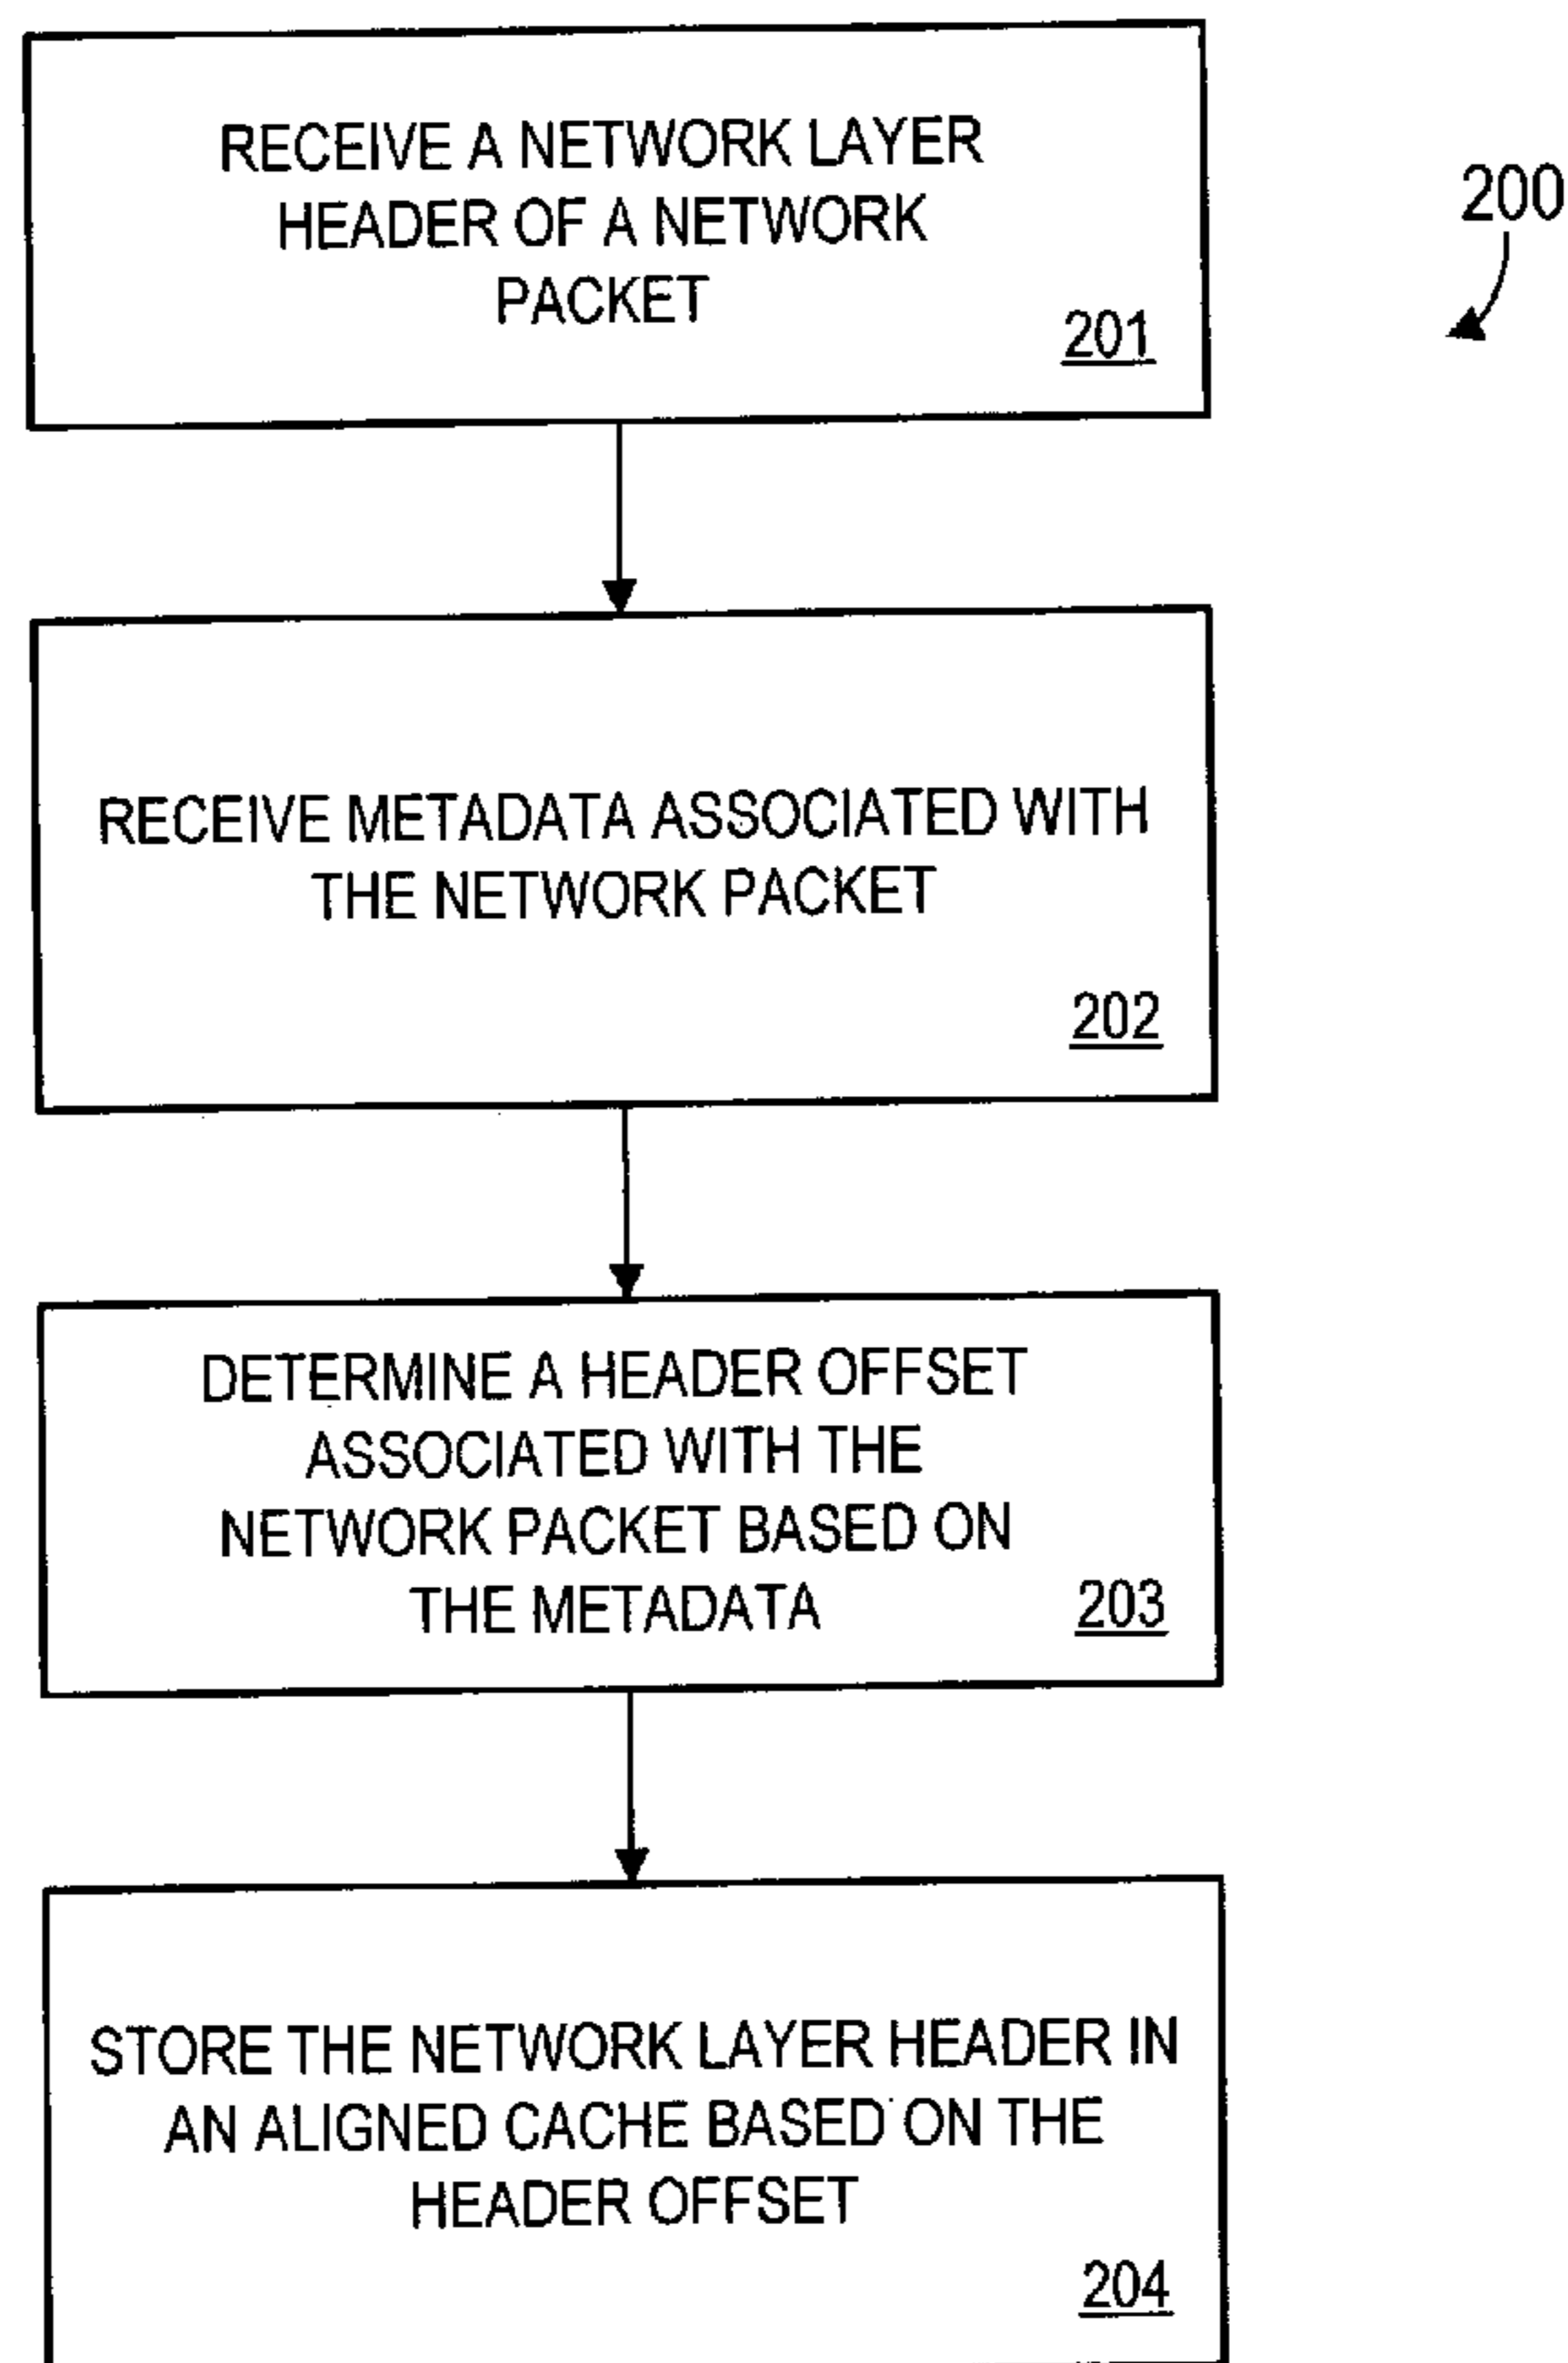 RECEIVE A NETWORK LAYER
HEADER OF A NETWORK
PACKET
201
200
RECEIVE METADATA ASSOCIATED WITH
THE NETWORK PACKET
202
DETERMINE A HEADER OFFSET
ASSOCIATED WITH THE
NETWORK PACKET BASED ON
THE METADATA
203
STORE THE NETWORK LAYER HEADER IN
AN ALIGNED CACHE BASED ON THE
HEADER OFFSET
204